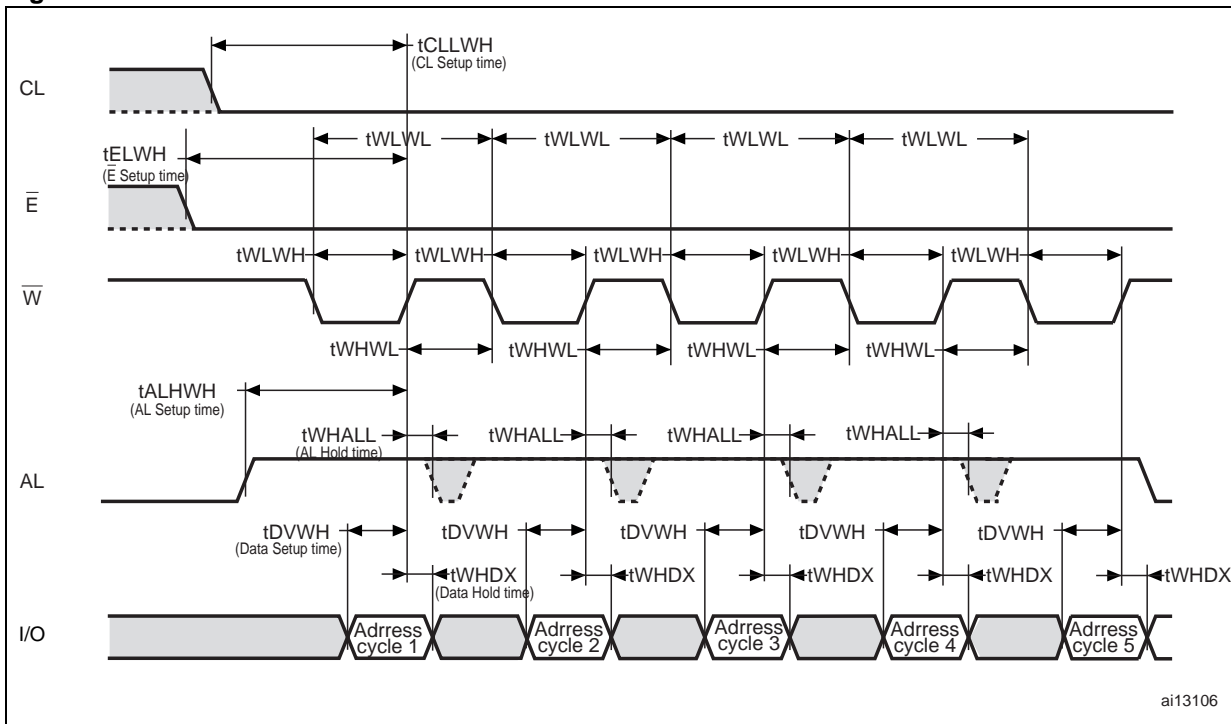 tCLLWH
(CL Setup time)
CL
tWLWL tWLWL tWLWL tWLWL
tELWH
(E Setup time)
E
tWLWH tWLWH tWLWH tWLWH tWLWH
W
tWHWL tWHWL tWHWL tWHWL
tALHWH
(AL Setup time)
tWHALL tWHALL tWHALL tWHALL
(AL Hold time)
AL
tDVWH tDVWH tDVWH tDVWH tDVWH
(Data Setup time)
tWHDX tWHDX tWHDX tWHDX tWHDX
(Data Hold time)
I/O
Adrress Adrress Adrress Adrress Adrress
cycle 1 cycle 2 cycle 3 cycle 4 cycle 5
ai13106